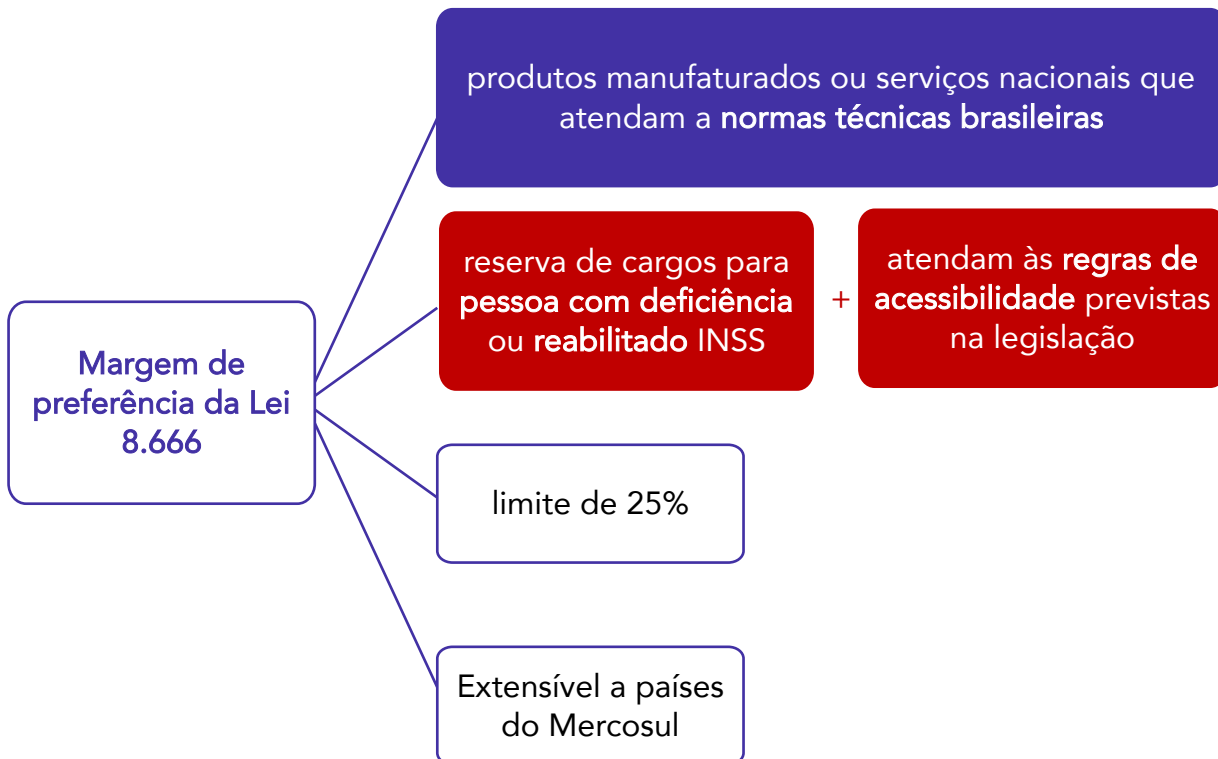 produtos manufaturados ou serviços nacionais que
atendam a normas técnicas brasileiras
reserva de cargos para
pessoa com deficiência
ou reabilitado INSS
+
atendam às regras de
acessibilidade previstas
na legislação
Margem de
preferência da Lei
8.666
limite de 25%
Extensível a países
do Mercosul